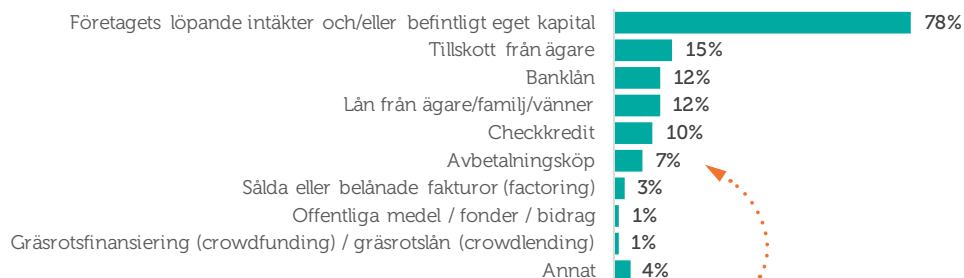 Företagets löpande intäkter och/eller befintligt eget kapital 78%
Tillskott från ägare 15%
Banklån 12%
Lån från ägare/familj/vänner 12%
Checkkredit 10%
Avbetalningsköp 7%
Sålda eller belånade fakturor (factoring) 3%
Offentliga medel / fonder / bidrag 1%
Gräsrotsfinansiering (crowdfunding) / gräsrotslån (crowdlending) 1%
Annat 4%